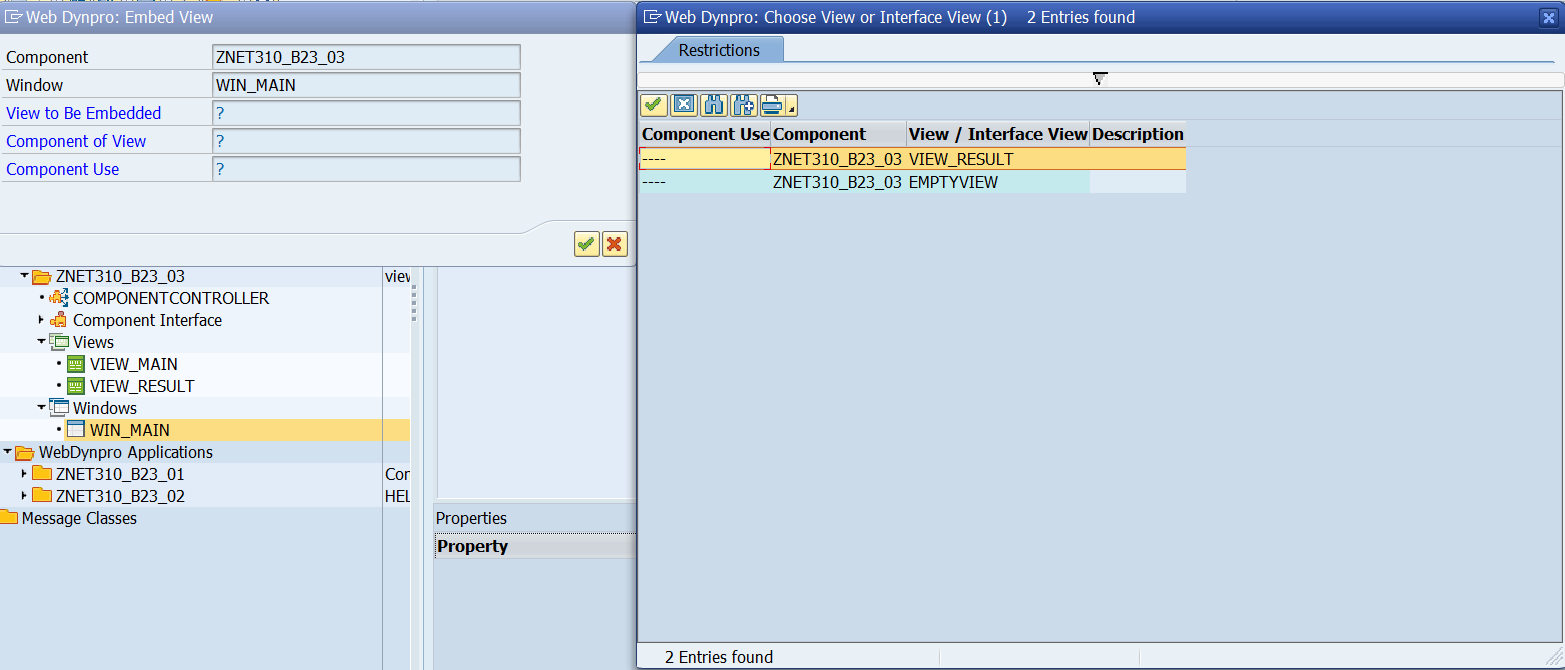 Web Dynpro: Embed View
Component ZNET310_B23_03
Window WIN_MAIN
View to Be Embedded ?
Component of View ?
Component Use ?
ZNET310_B23_03 view
COMPONENTCONTROLLER
Component Interface
Views
VIEW_MAIN
VIEW_RESULT
Windows
WIN_MAIN
WebDynpro Applications
ZNET310_B23_01 Cor
ZNET310_B23_02 HEL
Message Classes
Properties
Property
Web Dynpro: Choose View or Interface View (1) 2 Entries found
Restrictions
Component Use Component View / Interface View Description
---- ZNET310_B23_03 VIEW_RESULT
---- ZNET310_B23_03 EMPTYVIEW
2 Entries found